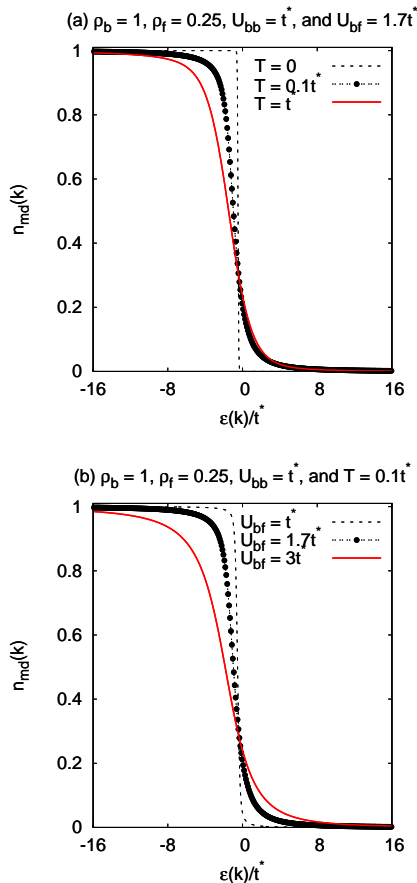 (a) ρb = 1, ρf = 0.25, Ubb = t*, and Ubf = 1.7t*
T = 0
T = 0.1t*
T = t*
1
0.8
0.6
0.4
0.2
0
nmd(k)
-16 -8 0 8 16
ε(k)/t*
(b) ρb = 1, ρf = 0.25, Ubb = t*, and T = 0.1t*
Ubf = t*
Ubf = 1.7t*
Ubf = 3t*
1
0.8
0.6
0.4
0.2
0
nmd(k)
-16 -8 0 8 16
ε(k)/t*